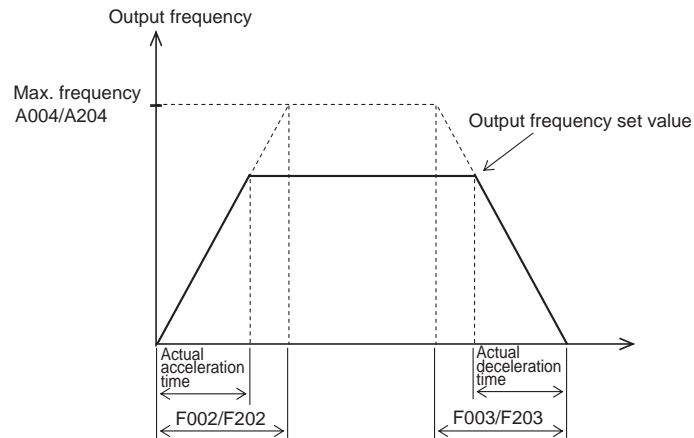 Output frequency
Max. frequency
A004/A204
Output frequency set value
Actual
acceleration
time
Actual
deceleration
time
F002/F202
F003/F203